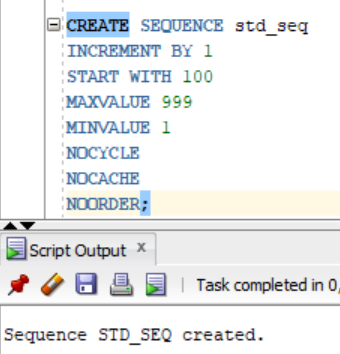 CREATE SEQUENCE std_seq
INCREMENT BY 1
START WITH 100
MAXVALUE 999
MINVALUE 1
NOCYCLE
NOCACHE
NOORDER;
Script Output x
Task completed in 0,
Sequence STD_SEQ created.